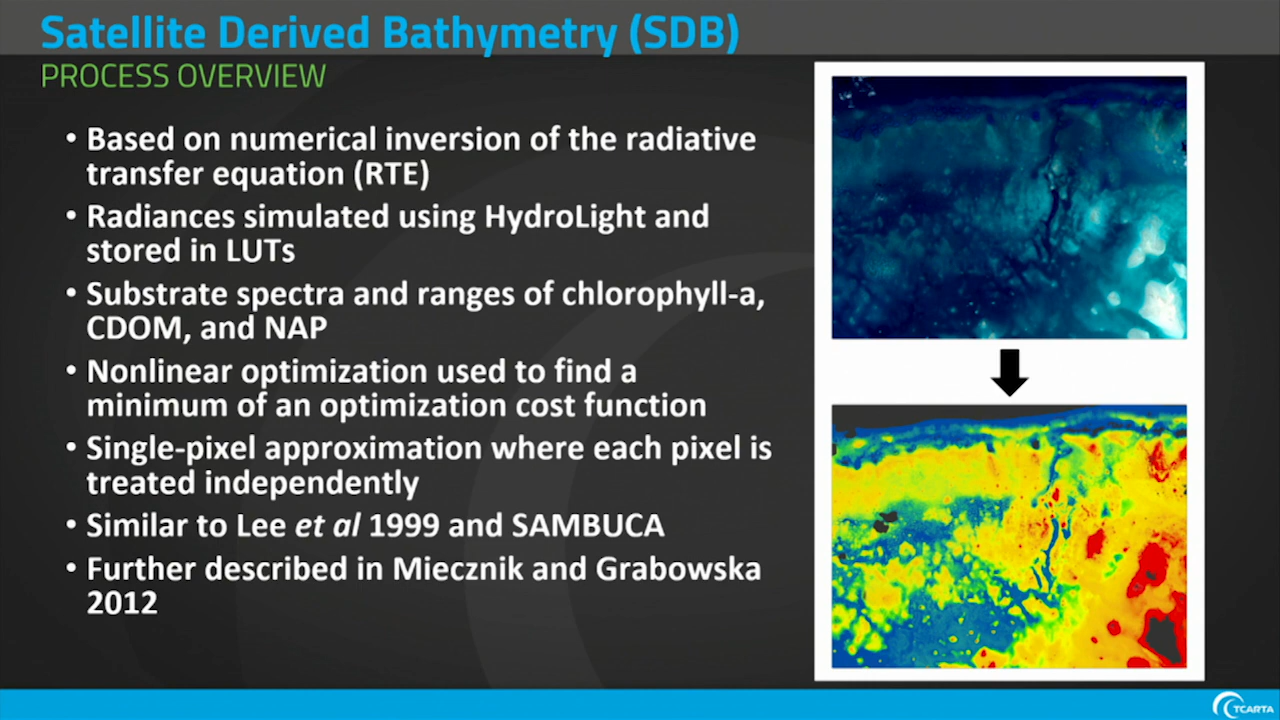 Satellite Derived Bathymetry (SDB)
PROCESS OVERVIEW
• Based on numerical inversion of the radiative
transfer equation (RTE)
• Radiances simulated using HydroLight and
stored in LUTs
• Substrate spectra and ranges of chlorophyll-a,
CDOM, and NAP
• Nonlinear optimization used to find a
minimum of an optimization cost function
• Single-pixel approximation where each pixel is
treated independently
• Similar to Lee et al 1999 and SAMBUCA
• Further described in Miecznik and Grabowska
2012
TCARTA